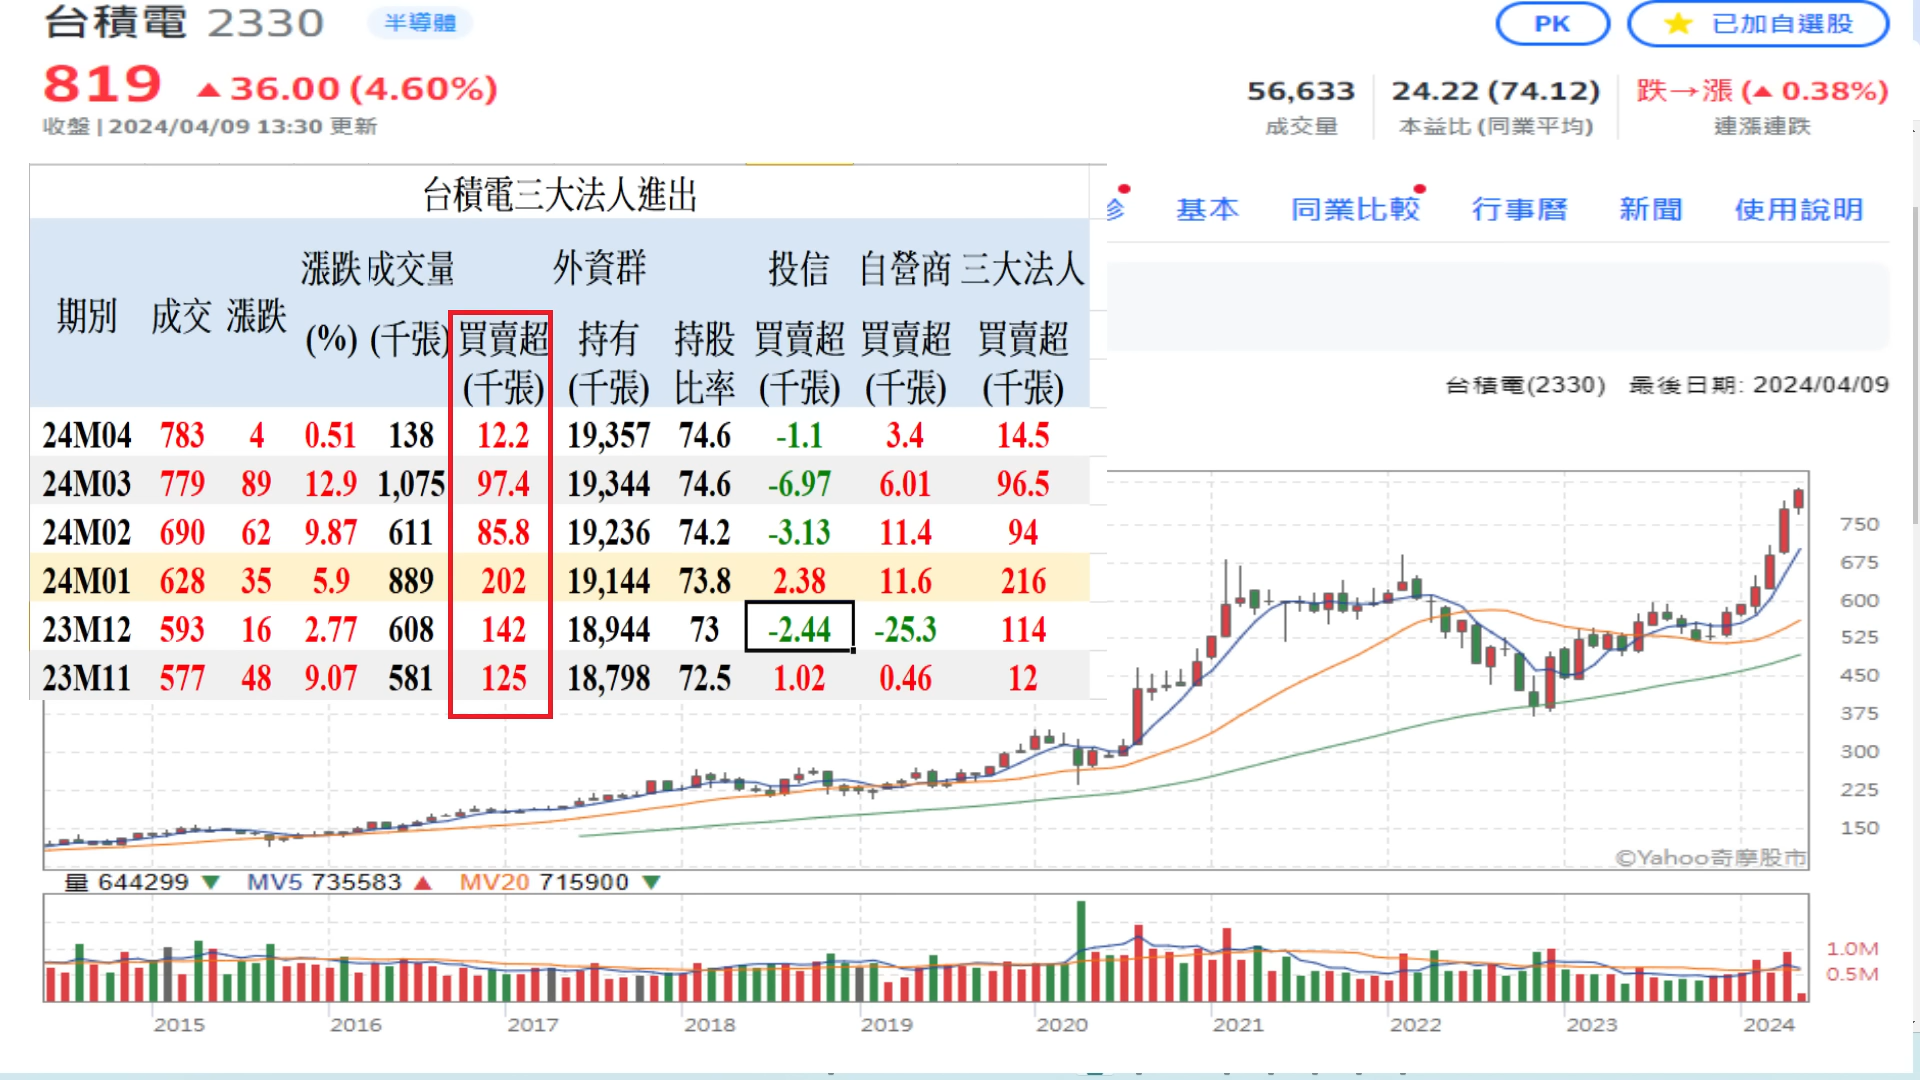 台積電 2330 半導體 PK 已加自選股
819 ▲36.00 (4.60%)
56,633 24.22 (74.12) 跌→漲 (▲ 0.38%)
收盤 | 2024/04/09 13:30 更新 成交量 本益比 (同業平均) 連漲連跌
診 基本 同業比較 行事曆 新聞 使用說明
台積電三大法人進出
漲跌 成交量 外資群 投信 自營商 三大法人
期別 成交 漲跌 (%) (千張) 買賣超 持有 持股 買賣超 買賣超 買賣超
(千張) (千張) 比率 (千張) (千張) (千張)
24M04 783 4 0.51 138 12.2 19,357 74.6 -1.1 3.4 14.5
24M03 779 89 12.9 1,075 97.4 19,344 74.6 -6.97 6.01 96.5
24M02 690 62 9.87 611 85.8 19,236 74.2 -3.13 11.4 94
24M01 628 35 5.9 889 202 19,144 73.8 2.38 11.6 216
23M12 593 16 2.77 608 142 18,944 73 -2.44 -25.3 114
23M11 577 48 9.07 581 125 18,798 72.5 1.02 0.46 12
台積電(2330) 最後日期: 2024/04/09
750
675
600
525
450
375
300
225
150
©Yahoo奇摩股市
量 644299 ▼ MV5 735583 ▲ MV20 715900 ▼
1.0M
0.5M
2015 2016 2017 2018 2019 2020 2021 2022 2023 2024